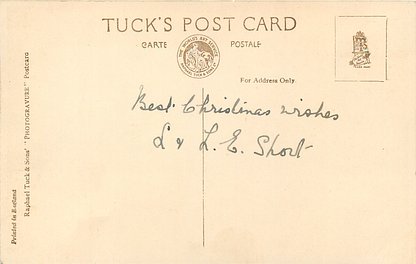 TUCK'S POST CARD
CARTE POSTALE
For Address Only.
Best Christmas wishes
L & L. E. Short
Raphael Tuck & Sons' "PHOTOGRAVURE" Postcard
Printed in England